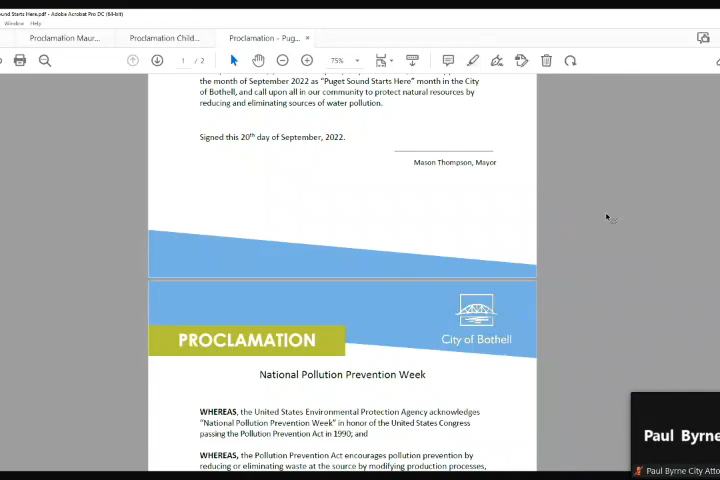 ound Starts Here.pdf - Adobe Acrobat Pro DC (64-bit)
Window Help
Proclamation Maur... Proclamation Child... Proclamation - Pug... ×
1 / 2 75%
the month of September 2022 as "Puget Sound Starts Here" month in the City
of Bothell, and call upon all in our community to protect natural resources by
reducing and eliminating sources of water pollution.
Signed this 20th day of September, 2022.
Mason Thompson, Mayor
PROCLAMATION
City of Bothell
National Pollution Prevention Week
WHEREAS, the United States Environmental Protection Agency acknowledges
"National Pollution Prevention Week" in honor of the United States Congress
passing the Pollution Prevention Act in 1990; and
WHEREAS, the Pollution Prevention Act encourages pollution prevention by
reducing or eliminating waste at the source by modifying production processes,
Paul Byrne
Paul Byrne City Atto